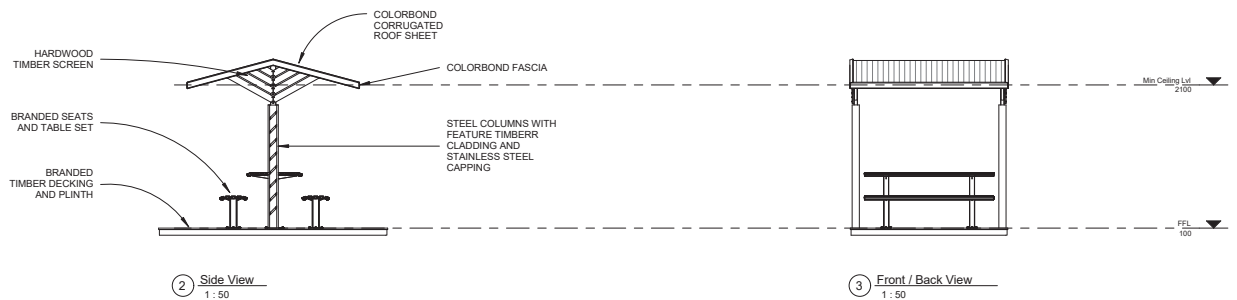 COLORBOND
CORRUGATED
ROOF SHEET
HARDWOOD
TIMBER SCREEN
COLORBOND FASCIA
BRANDED SEATS
AND TABLE SET
STEEL COLUMNS WITH
FEATURE TIMBERR
CLADDING AND
STAINLESS STEEL
CAPPING
BRANDED
TIMBER DECKING
AND PLINTH
Min Ceiling Lvl
2100
FFL
100
2 Side View
1 : 50
3 Front / Back View
1 : 50